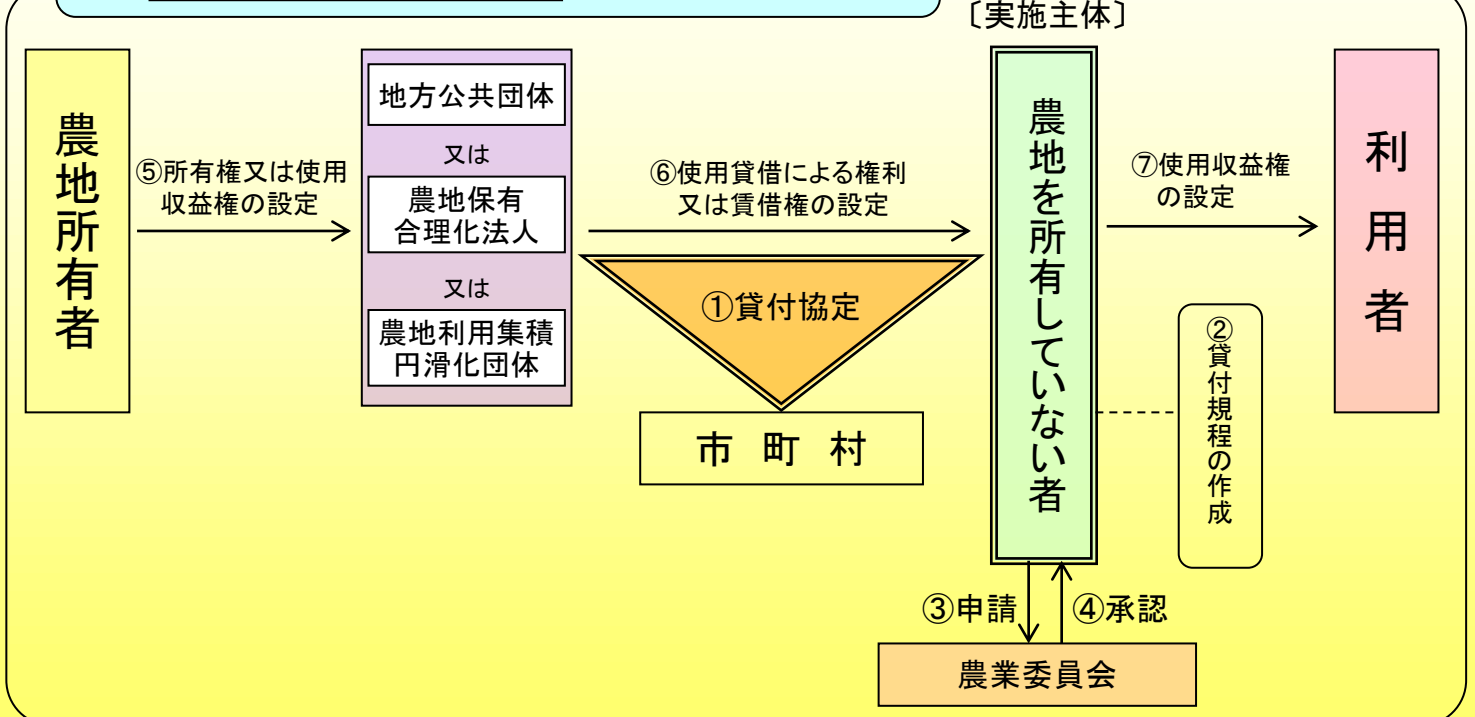 〔実施主体〕
農地所有者
⑤所有権又は使用
収益権の設定
地方公共団体
又は
農地保有
合理化法人
又は
農地利用集積
円滑化団体
⑥使用貸借による権利
又は賃借権の設定
①貸付協定
市町村
農地を所有していない者
⑦使用収益権
の設定
②貸付規程の作成
利用者
③申請
④承認
農業委員会